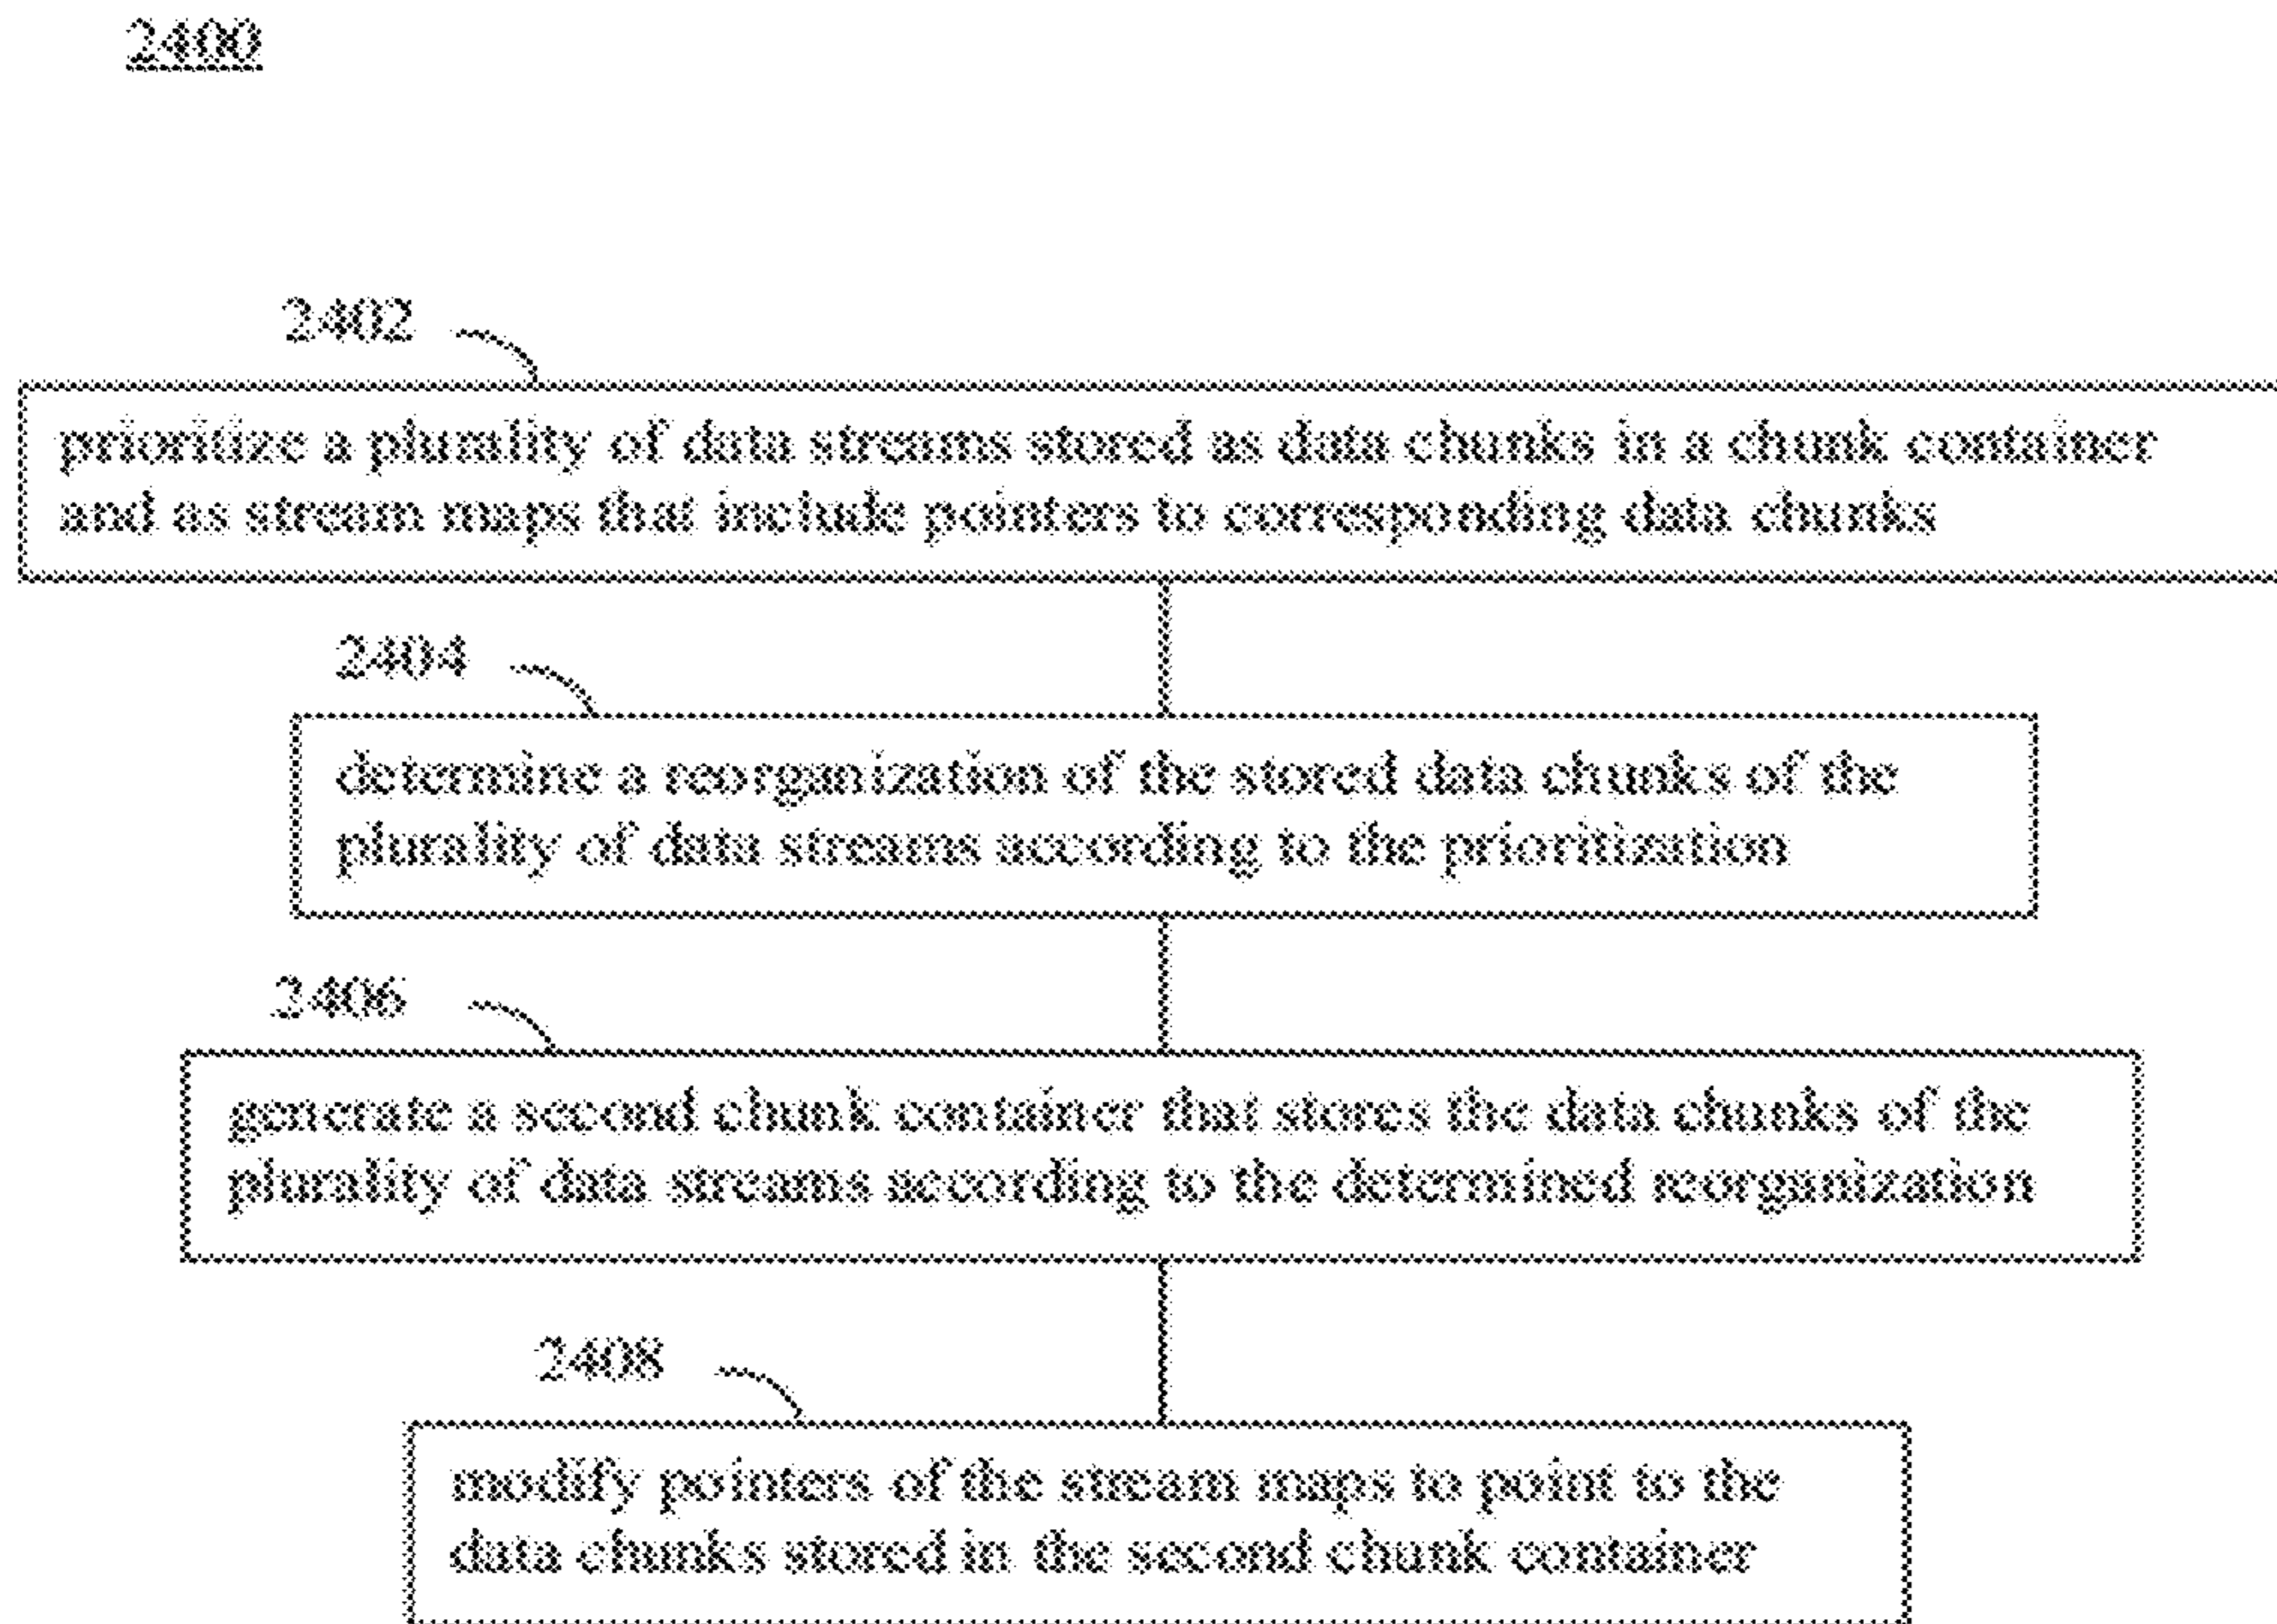 2400
2402
prioritize a plurality of data streams stored as data chunks in a chunk container
and as stream maps that include pointers to corresponding data chunks
2404
determine a reorganization of the stored data chunks of the
plurality of data streams according to the prioritization
2406
generate a second chunk container that stores the data chunks of the
plurality of data streams according to the determined reorganization
2408
modify pointers of the stream maps to point to the
data chunks stored in the second chunk container